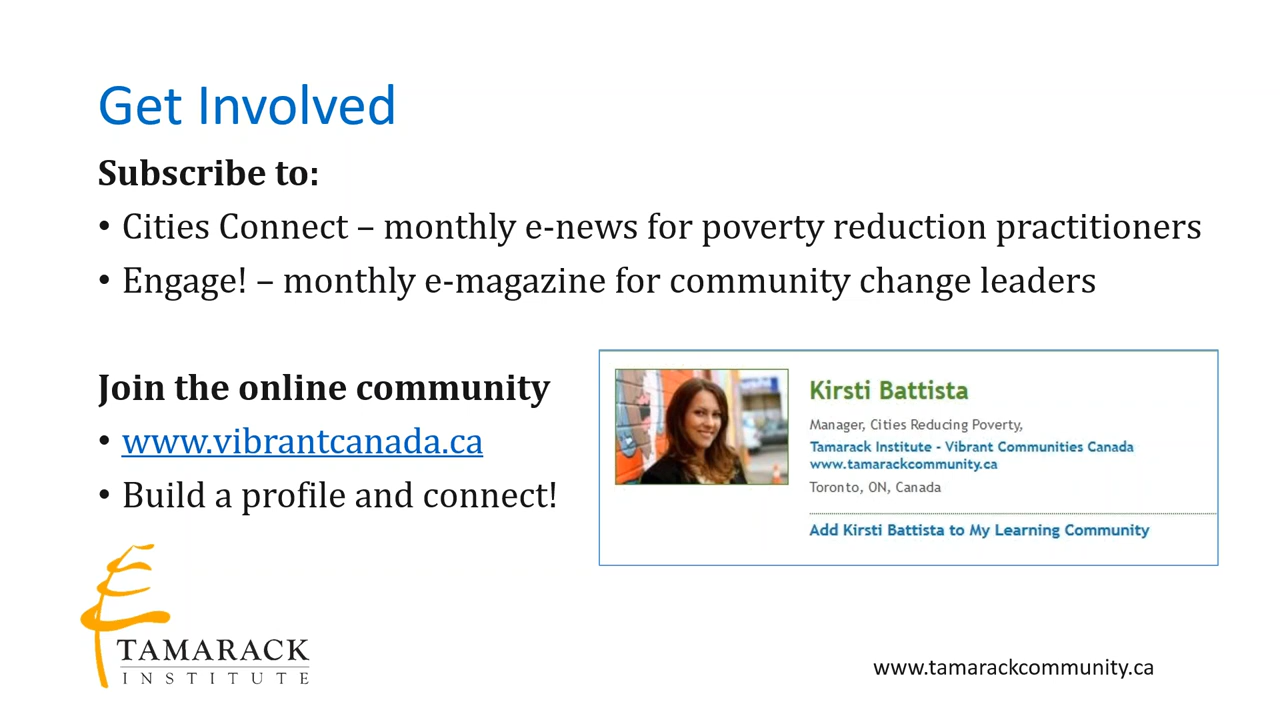 Get Involved
Subscribe to:
• Cities Connect – monthly e-news for poverty reduction practitioners
• Engage! – monthly e-magazine for community change leaders
Join the online community
• www.vibrantcanada.ca
• Build a profile and connect!
Kirsti Battista
Manager, Cities Reducing Poverty,
Tamarack Institute - Vibrant Communities Canada
www.tamarackcommunity.ca
Toronto, ON, Canada
Add Kirsti Battista to My Learning Community
TAMARACK
INSTITUTE
www.tamarackcommunity.ca